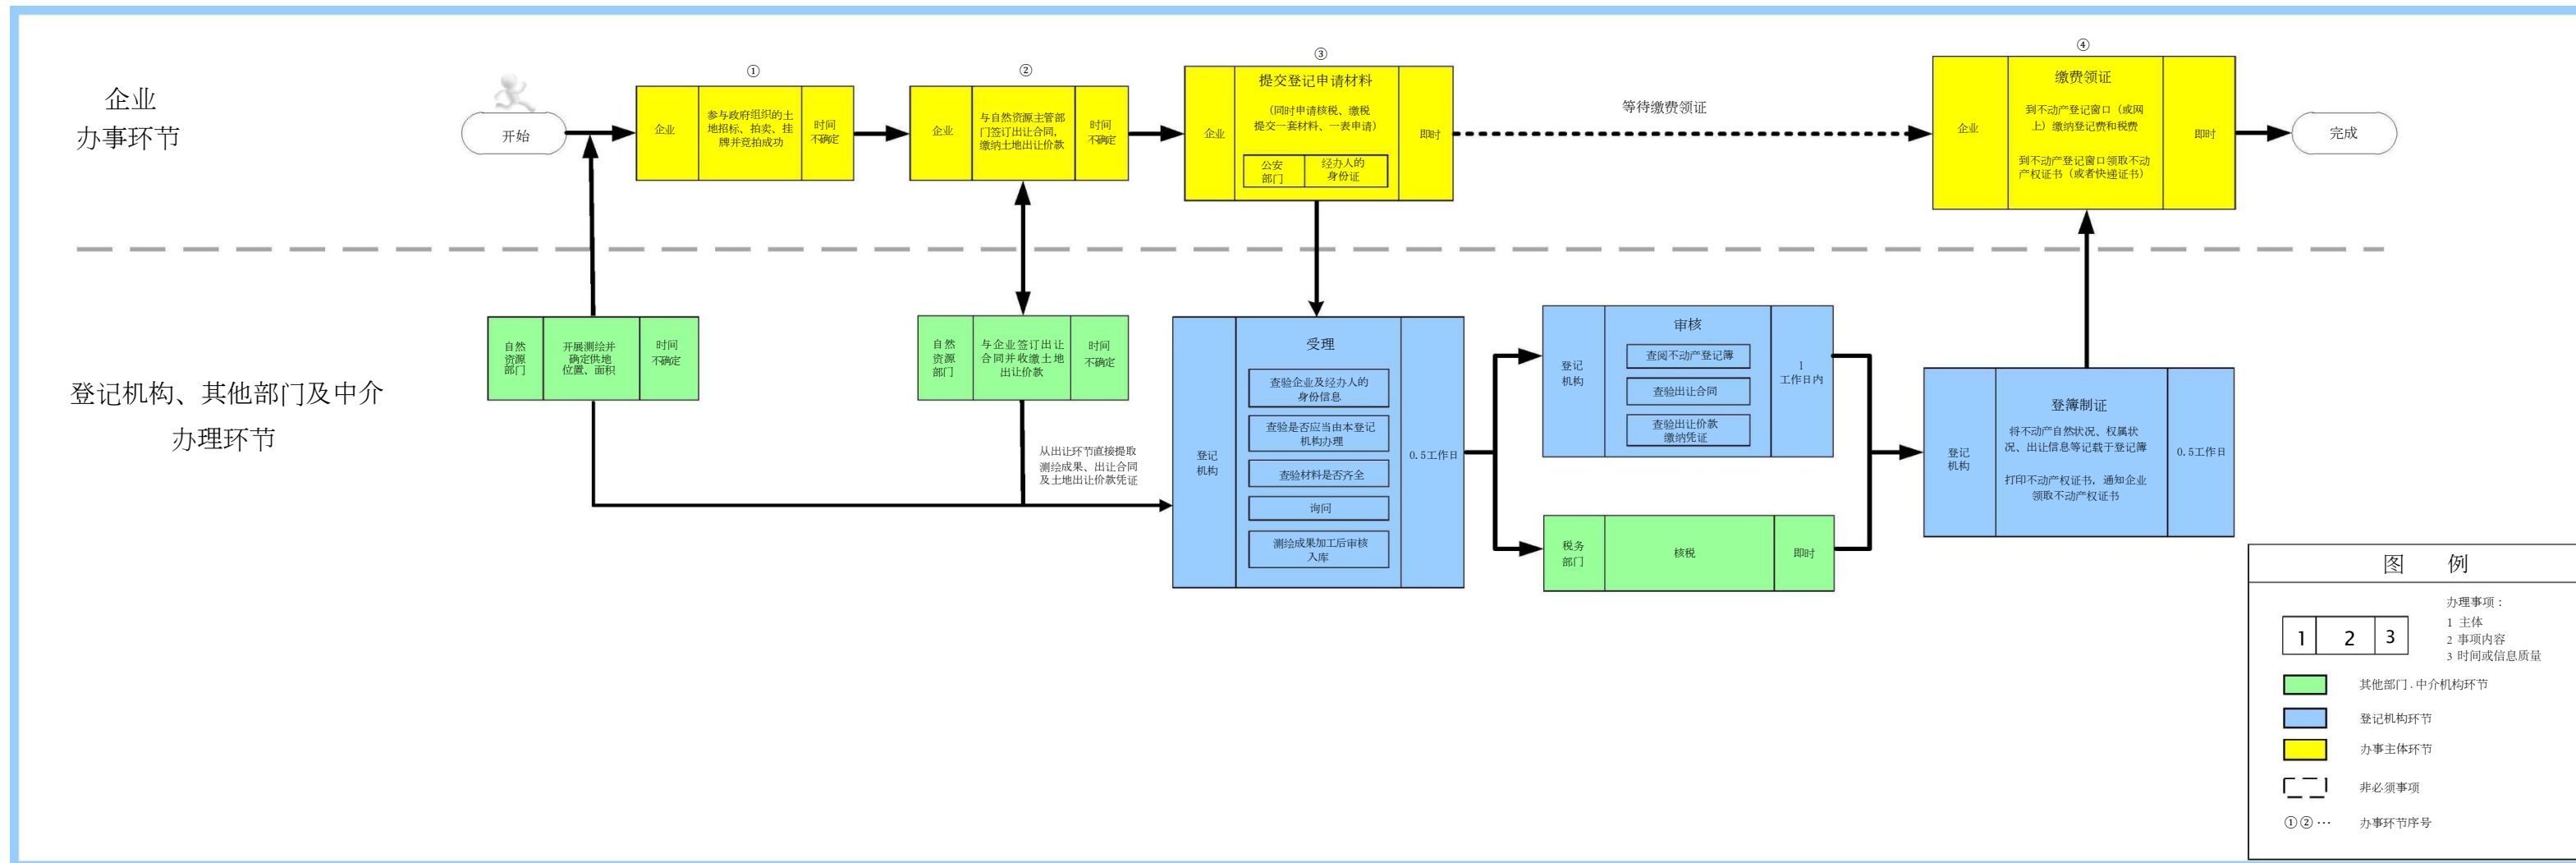 企业
办事环节
开始
①
企业
参与政府组织的土
地招标、拍卖、挂
牌并竞拍成功
时间
不确定
②
企业
与自然资源主管部
门签订出让合同，
缴纳土地出让价款
时间
不确定
③
企业
提交登记申请材料
（同时申请核税、缴税
提交一套材料、一表申请）
公安
部门
经办人的
身份证
即时
等待缴费领证
④
企业
缴费领证
到不动产登记窗口（或网
上）缴纳登记费和税费
到不动产登记窗口领取不动
产权证书（或者快递证书）
即时
完成
登记机构、其他部门及中介
办理环节
自然
资源
部门
开展测绘并
确定供地
位置、面积
时间
不确定
自然
资源
部门
与企业签订出让
合同并收缴土地
出让价款
时间
不确定
从出让环节直接提取
测绘成果、出让合同
及土地出让价款凭证
登记
机构
受理
查验企业及经办人的
身份信息
查验是否应当由本登记
机构办理
查验材料是否齐全
询问
测绘成果加工后审核
入库
0.5工作日
登记
机构
审核
查阅不动产登记簿
查验出让合同
查验出让价款
缴纳凭证
1
工作日内
税务
部门
核税
即时
登记
机构
登簿制证
将不动产自然状况、权属状
况、出让信息等记载于登记簿
打印不动产权证书，通知企业
领取不动产权证书
0.5工作日
图 例
1 2 3
办理事项：
1 主体
2 事项内容
3 时间或信息质量
其他部门.中介机构环节
登记机构环节
办事主体环节
非必须事项
①②… 办事环节序号